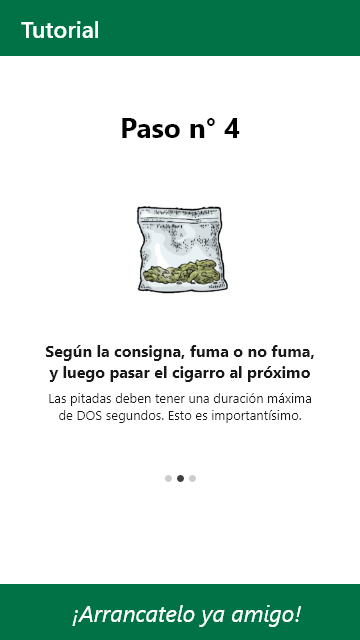 Tutorial
Paso n° 4
Según la consigna, fuma o no fuma,
y luego pasar el cigarro al próximo
Las pitadas deben tener una duración máxima
de DOS segundos. Esto es importantísimo.
¡Arrancatelo ya amigo!